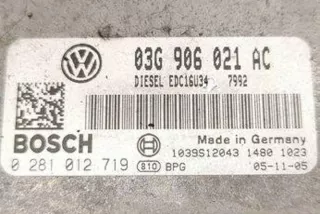 03G 906 021 AC
DIESEL EDC16U34 7992
BOSCH
Made in Germany
1039S12043 1480 1023
0 281 012 719 810 BPG 05-11-05